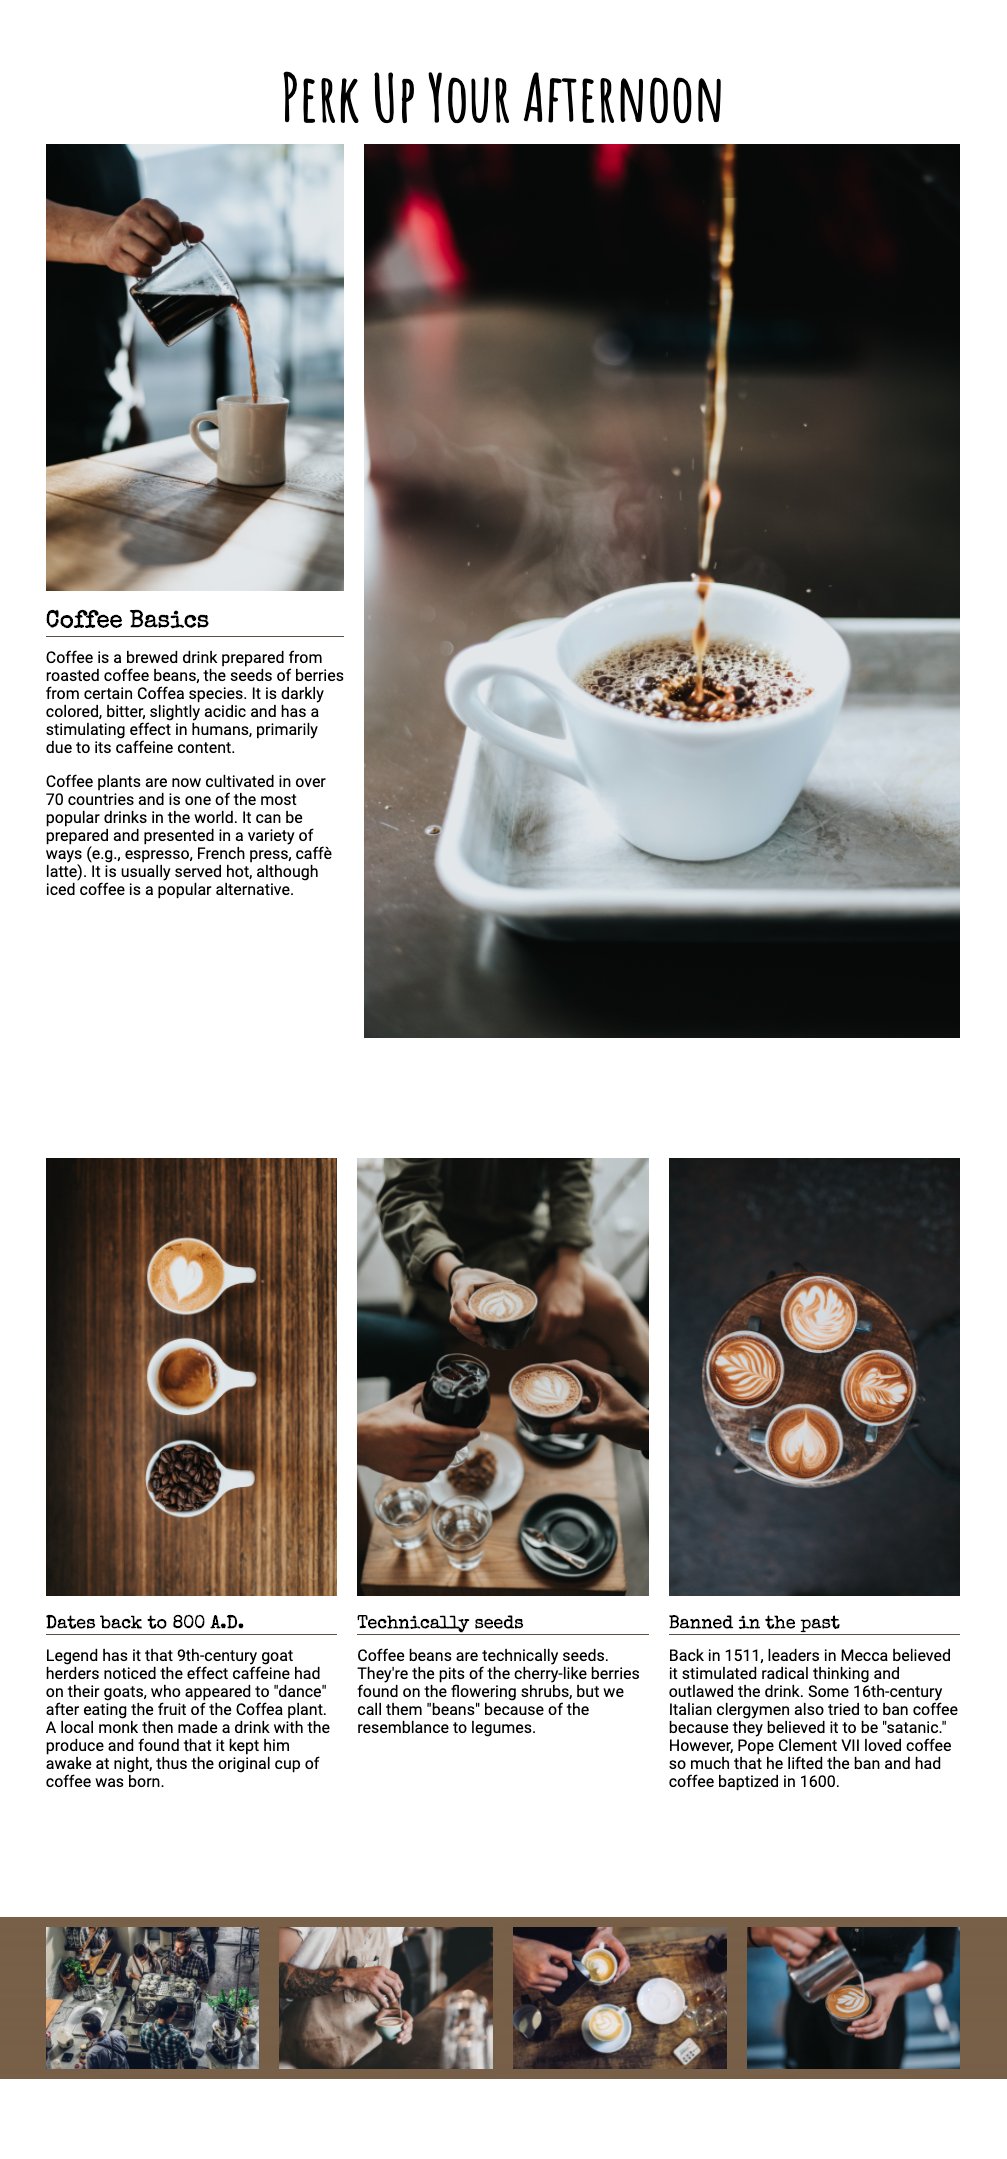 Perk Up Your Afternoon
Coffee Basics
Coffee is a brewed drink prepared from
roasted coffee beans, the seeds of berries
from certain Coffea species. It is darkly
colored, bitter, slightly acidic and has a
stimulating effect in humans, primarily
due to its caffeine content.
Coffee plants are now cultivated in over
70 countries and is one of the most
popular drinks in the world. It can be
prepared and presented in a variety of
ways (e.g., espresso, French press, caffè
latte). It is usually served hot, although
iced coffee is a popular alternative.
Dates back to 800 A.D.
Legend has it that 9th-century goat
herders noticed the effect caffeine had
on their goats, who appeared to "dance"
after eating the fruit of the Coffea plant.
A local monk then made a drink with the
produce and found that it kept him
awake at night, thus the original cup of
coffee was born.
Technically seeds
Coffee beans are technically seeds.
They're the pits of the cherry-like berries
found on the flowering shrubs, but we
call them "beans" because of the
resemblance to legumes.
Banned in the past
Back in 1511, leaders in Mecca believed
it stimulated radical thinking and
outlawed the drink. Some 16th-century
Italian clergymen also tried to ban coffee
because they believed it to be "satanic."
However, Pope Clement VII loved coffee
so much that he lifted the ban and had
coffee baptized in 1600.